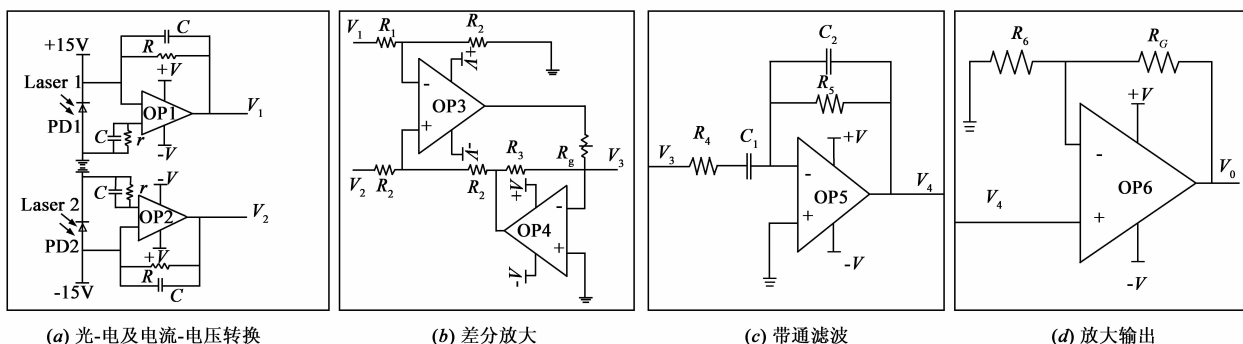 +15V
Laser 1
PD1
C
R
+V
OP1
-V
C
r
V1
C
r
-V
Laser 2
OP2
V2
PD2
+V
R
C
-15V
(a) 光-电及电流-电压转换
V1
R1
R2
+V
-
OP3
+
-V
Rg
V2
R2
R2
R3
V3
+V
-
OP4
+
-V
(b) 差分放大
C2
R5
R4
C1
V3
+V
-
OP5
+
-V
V4
(c) 带通滤波
R6
RG
+V
-
OP6
+
-V
V4
V0
(d) 放大输出